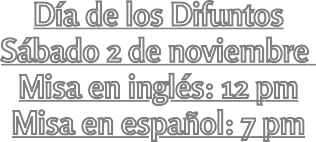 Día de los Difuntos
Sábado 2 de noviembre
Misa en inglés: 12 pm
Misa en español: 7 pm